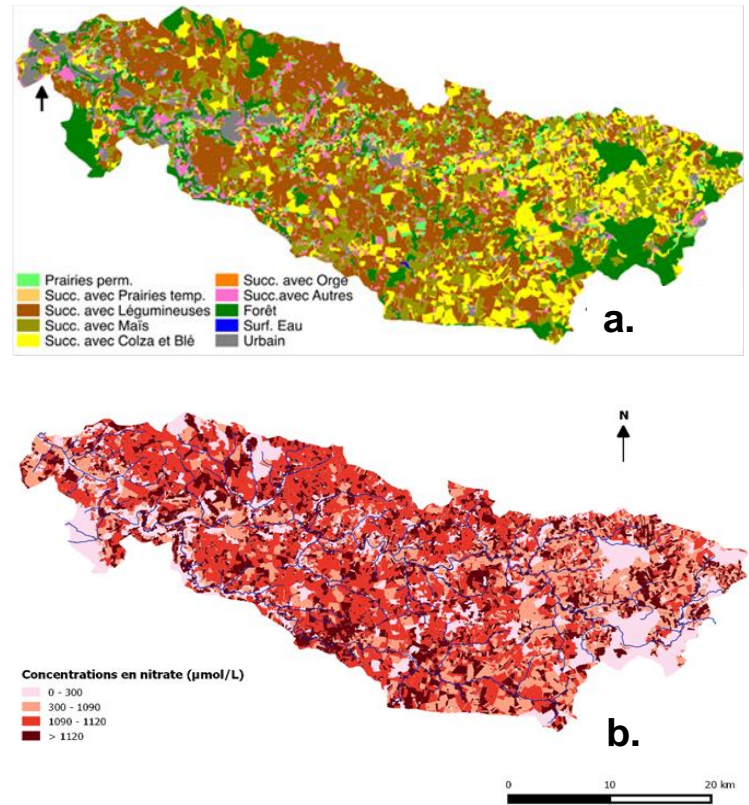 Prairies perm.
Succ. avec Prairies temp.
Succ. avec Légumineuses
Succ. avec Maïs
Succ. avec Colza et Blé
Succ. avec Orge
Succ.avec Autres
Forêt
Surf. Eau
Urbain
a.
N
Concentrations en nitrate (µmol/L)
0 - 300
300 - 1090
1090 - 1120
> 1120
b.
0 10 20 km